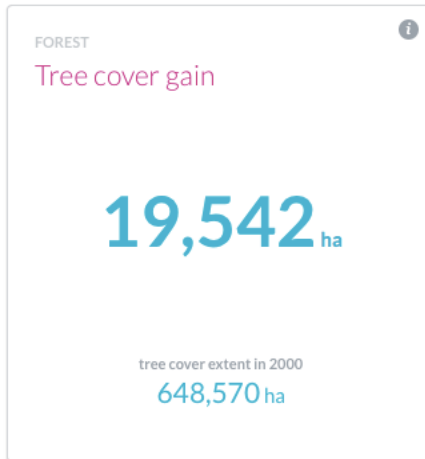 FOREST
Tree cover gain
19,542 ha
tree cover extent in 2000
648,570 ha